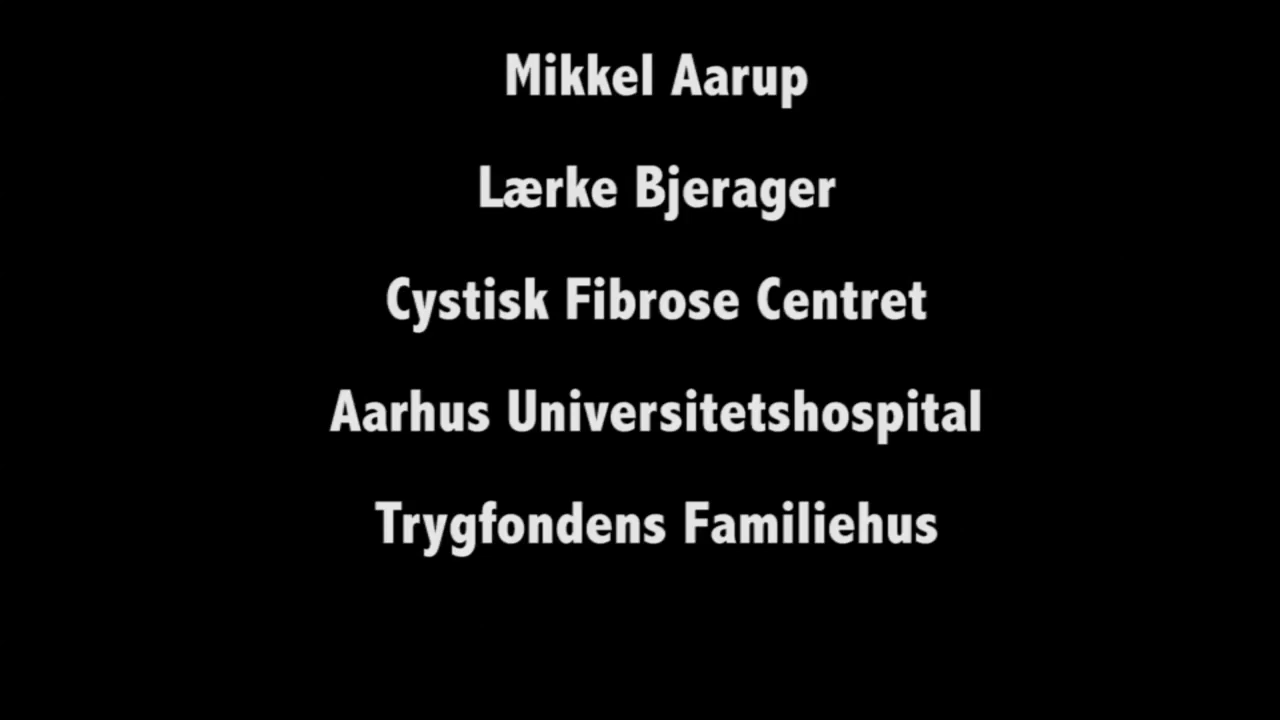 Mikkel Aarup
Lærke Bjerager
Cystisk Fibrose Centret
Aarhus Universitetshospital
Trygfondens Familiehus